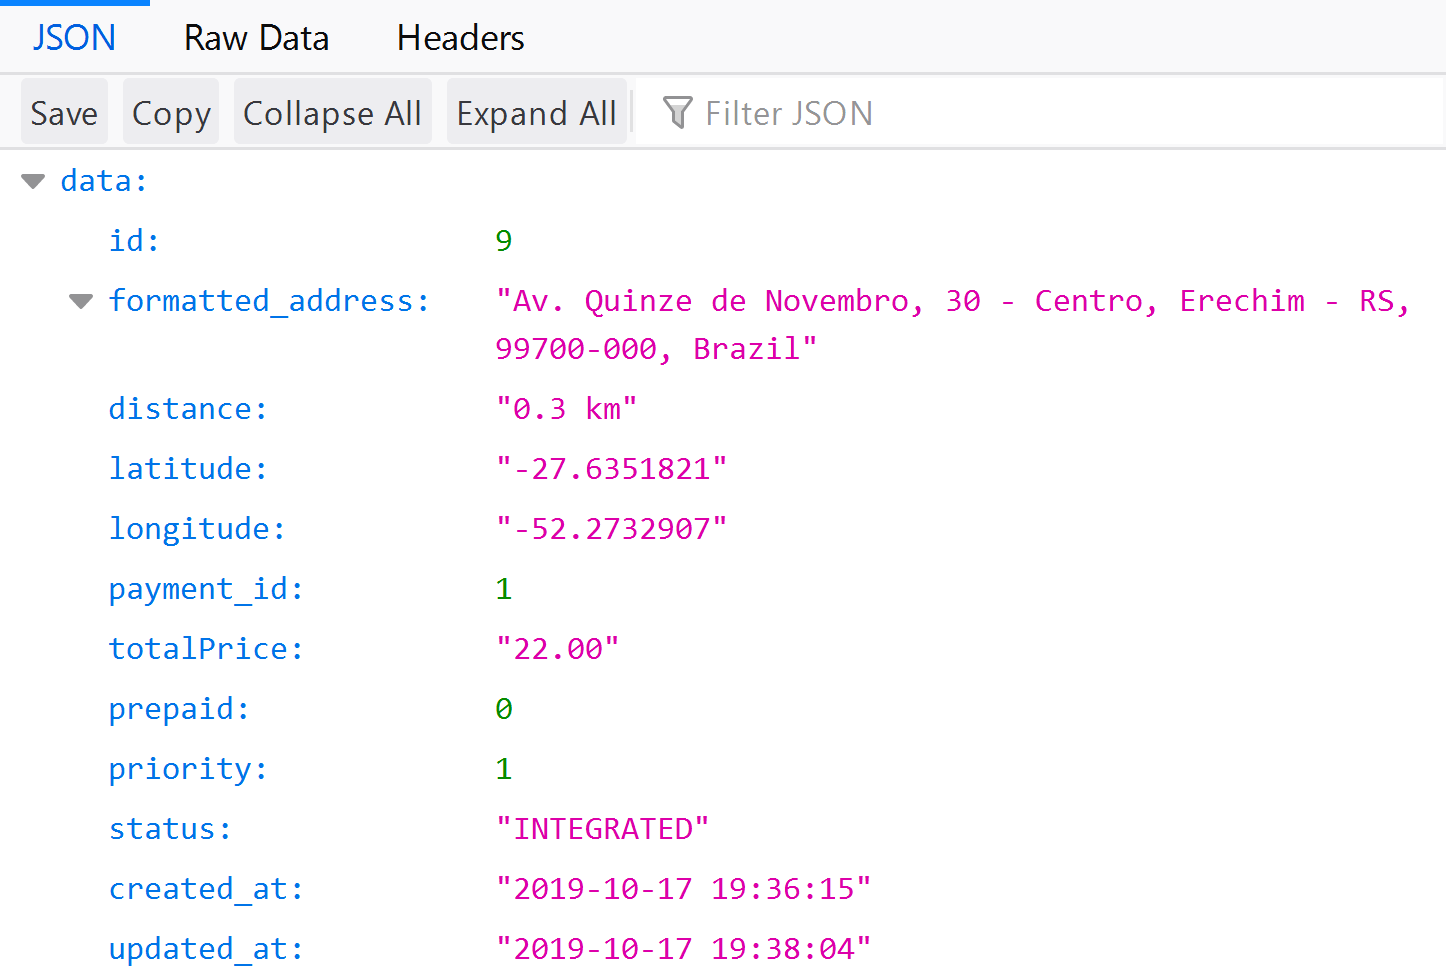 JSON Raw Data Headers
Save Copy Collapse All Expand All Filter JSON
data:
id: 9
formatted_address: "Av. Quinze de Novembro, 30 - Centro, Erechim - RS,
99700-000, Brazil"
distance: "0.3 km"
latitude: "-27.6351821"
longitude: "-52.2732907"
payment_id: 1
totalPrice: "22.00"
prepaid: 0
priority: 1
status: "INTEGRATED"
created_at: "2019-10-17 19:36:15"
updated_at: "2019-10-17 19:38:04"